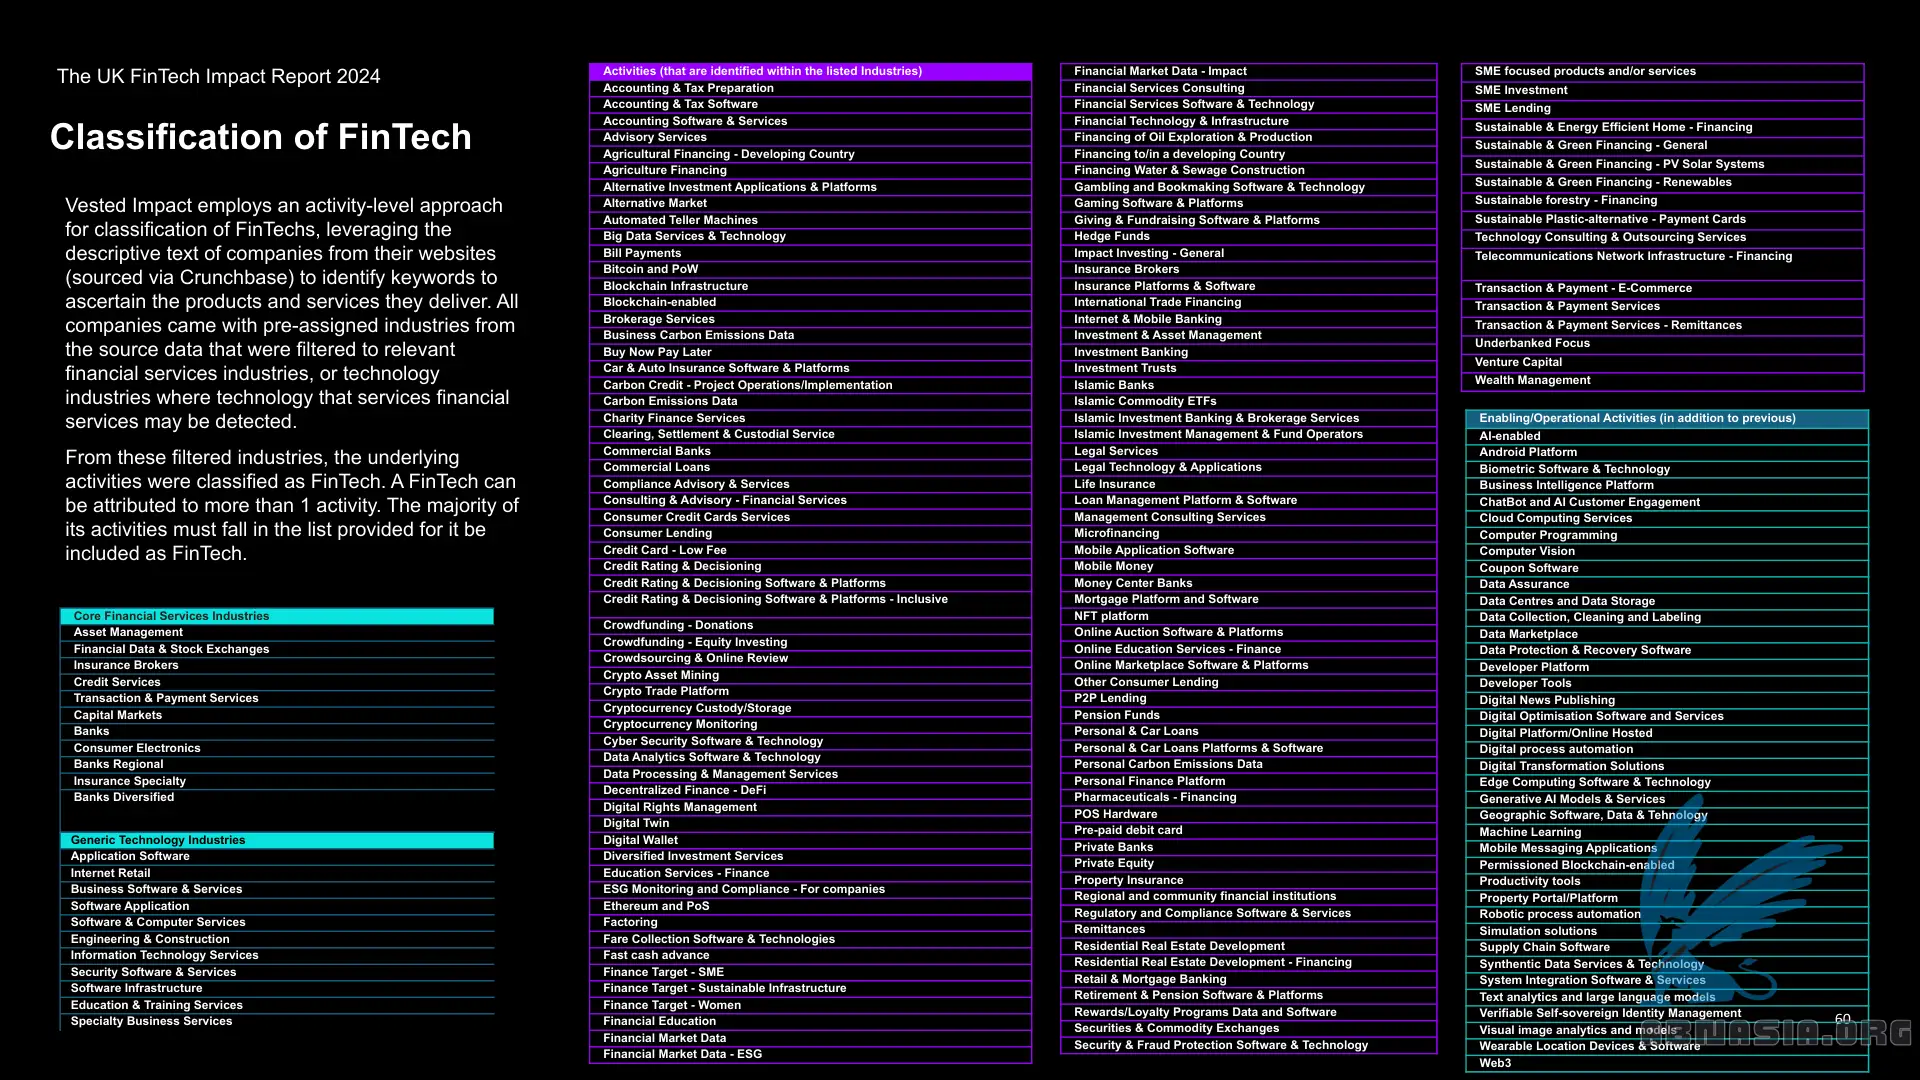 The UK FinTech Impact Report 2024
Classification of FinTech
Vested Impact employs an activity-level approach
for classification of FinTechs, leveraging the
descriptive text of companies from their websites
(sourced via Crunchbase) to identify keywords to
ascertain the products and services they deliver. All
companies came with pre-assigned industries from
the source data that were filtered to relevant
financial services industries, or technology
industries where technology that services financial
services may be detected.
From these filtered industries, the underlying
activities were classified as FinTech. A FinTech can
be attributed to more than 1 activity. The majority of
its activities must fall in the list provided for it be
included as FinTech.
Core Financial Services Industries
Asset Management
Financial Data & Stock Exchanges
Insurance Brokers
Credit Services
Transaction & Payment Services
Capital Markets
Banks
Consumer Electronics
Banks Regional
Insurance Specialty
Banks Diversified
Generic Technology Industries
Application Software
Internet Retail
Business Software & Services
Software Application
Software & Computer Services
Engineering & Construction
Information Technology Services
Security Software & Services
Software Infrastructure
Education & Training Services
Specialty Business Services
Activities (that are identified within the listed Industries)
Accounting & Tax Preparation
Accounting & Tax Software
Accounting Software & Services
Advisory Services
Agricultural Financing - Developing Country
Agriculture Financing
Alternative Investment Applications & Platforms
Alternative Market
Automated Teller Machines
Big Data Services & Technology
Bill Payments
Bitcoin and PoW
Blockchain Infrastructure
Blockchain-enabled
Brokerage Services
Business Carbon Emissions Data
Buy Now Pay Later
Car & Auto Insurance Software & Platforms
Carbon Credit - Project Operations/Implementation
Carbon Emissions Data
Charity Finance Services
Clearing, Settlement & Custodial Service
Commercial Banks
Commercial Loans
Compliance Advisory & Services
Consulting & Advisory - Financial Services
Consumer Credit Cards Services
Consumer Lending
Credit Card - Low Fee
Credit Rating & Decisioning
Credit Rating & Decisioning Software & Platforms
Credit Rating & Decisioning Software & Platforms - Inclusive
Crowdfunding - Donations
Crowdfunding - Equity Investing
Crowdsourcing & Online Review
Crypto Asset Mining
Crypto Trade Platform
Cryptocurrency Custody/Storage
Cryptocurrency Monitoring
Cyber Security Software & Technology
Data Analytics Software & Technology
Data Processing & Management Services
Decentralized Finance - DeFi
Digital Rights Management
Digital Twin
Digital Wallet
Diversified Investment Services
Education Services - Finance
ESG Monitoring and Compliance - For companies
Ethereum and PoS
Factoring
Fare Collection Software & Technologies
Fast cash advance
Finance Target - SME
Finance Target - Sustainable Infrastructure
Finance Target - Women
Financial Education
Financial Market Data
Financial Market Data - ESG
Financial Market Data - Impact
Financial Services Consulting
Financial Services Software & Technology
Financial Technology & Infrastructure
Financing of Oil Exploration & Production
Financing to/in a developing Country
Financing Water & Sewage Construction
Gambling and Bookmaking Software & Technology
Gaming Software & Platforms
Giving & Fundraising Software & Platforms
Hedge Funds
Impact Investing - General
Insurance Brokers
Insurance Platforms & Software
International Trade Financing
Internet & Mobile Banking
Investment & Asset Management
Investment Banking
Investment Trusts
Islamic Banks
Islamic Commodity ETFs
Islamic Investment Banking & Brokerage Services
Islamic Investment Management & Fund Operators
Legal Services
Legal Technology & Applications
Life Insurance
Loan Management Platform & Software
Management Consulting Services
Microfinancing
Mobile Application Software
Mobile Money
Money Center Banks
Mortgage Platform and Software
NFT platform
Online Auction Software & Platforms
Online Education Services - Finance
Online Marketplace Software & Platforms
Other Consumer Lending
P2P Lending
Pension Funds
Personal & Car Loans
Personal & Car Loans Platforms & Software
Personal Carbon Emissions Data
Personal Finance Platform
Pharmaceuticals - Financing
POS Hardware
Pre-paid debit card
Private Banks
Private Equity
Property Insurance
Regional and community financial institutions
Regulatory and Compliance Software & Services
Remittances
Residential Real Estate Development
Residential Real Estate Development - Financing
Retail & Mortgage Banking
Retirement & Pension Software & Platforms
Rewards/Loyalty Programs Data and Software
Securities & Commodity Exchanges
Security & Fraud Protection Software & Technology
SME focused products and/or services
SME Investment
SME Lending
Sustainable & Energy Efficient Home - Financing
Sustainable & Green Financing - General
Sustainable & Green Financing - PV Solar Systems
Sustainable & Green Financing - Renewables
Sustainable forestry - Financing
Sustainable Plastic-alternative - Payment Cards
Technology Consulting & Outsourcing Services
Telecommunications Network Infrastructure - Financing
Transaction & Payment - E-Commerce
Transaction & Payment Services
Transaction & Payment Services - Remittances
Underbanked Focus
Venture Capital
Wealth Management
Enabling/Operational Activities (in addition to previous)
AI-enabled
Android Platform
Biometric Software & Technology
Business Intelligence Platform
ChatBot and AI Customer Engagement
Cloud Computing Services
Computer Programming
Computer Vision
Coupon Software
Data Assurance
Data Centres and Data Storage
Data Collection, Cleaning and Labeling
Data Marketplace
Data Protection & Recovery Software
Developer Platform
Developer Tools
Digital News Publishing
Digital Optimisation Software and Services
Digital Platform/Online Hosted
Digital process automation
Digital Transformation Solutions
Edge Computing Software & Technology
Generative AI Models & Services
Geographic Software, Data & Tehnology
Machine Learning
Mobile Messaging Applications
Permissioned Blockchain-enabled
Productivity tools
Property Portal/Platform
Robotic process automation
Simulation solutions
Supply Chain Software
Synthentic Data Services & Technology
System Integration Software & Services
Text analytics and large language models
Verifiable Self-sovereign Identity Management
Visual image analytics and models
Wearable Location Devices & Software
Web3
60
ABNASIA.ORG